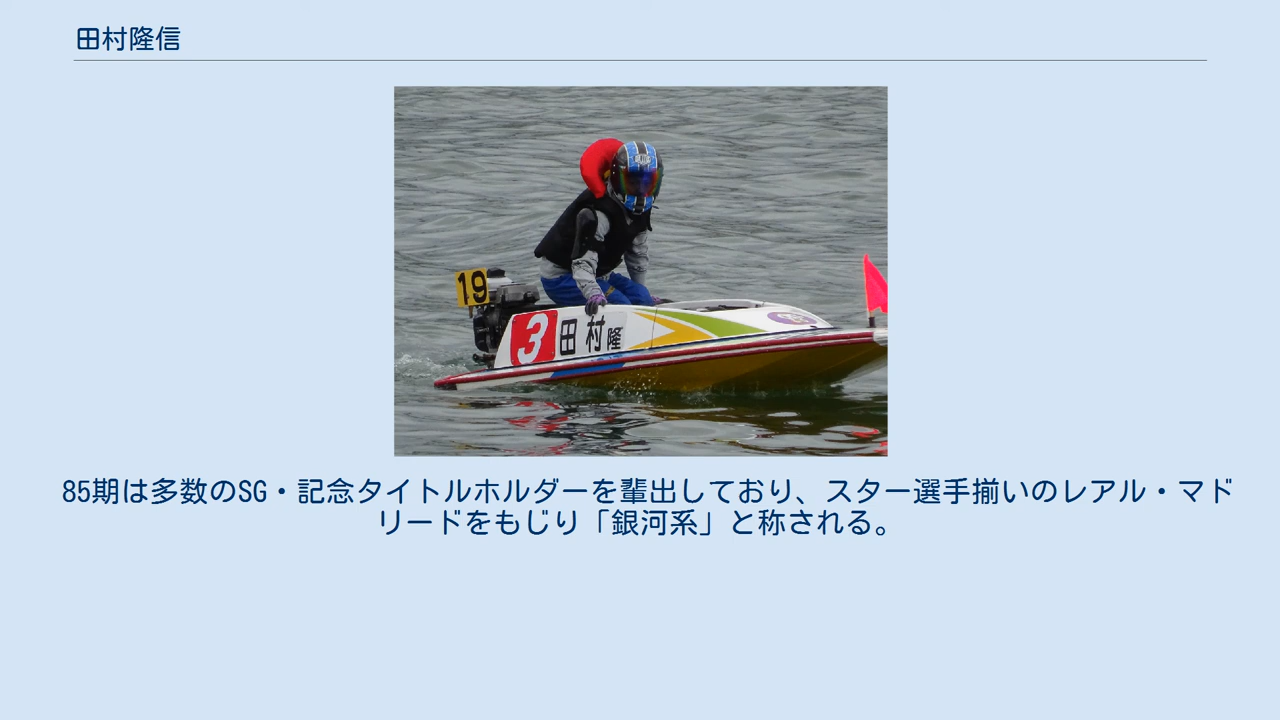 田村隆信
19
3 田村隆
85期は多数のSG・記念タイトルホルダーを輩出しており、スター選手揃いのレアル・マド
リードをもじり「銀河系」と称される。